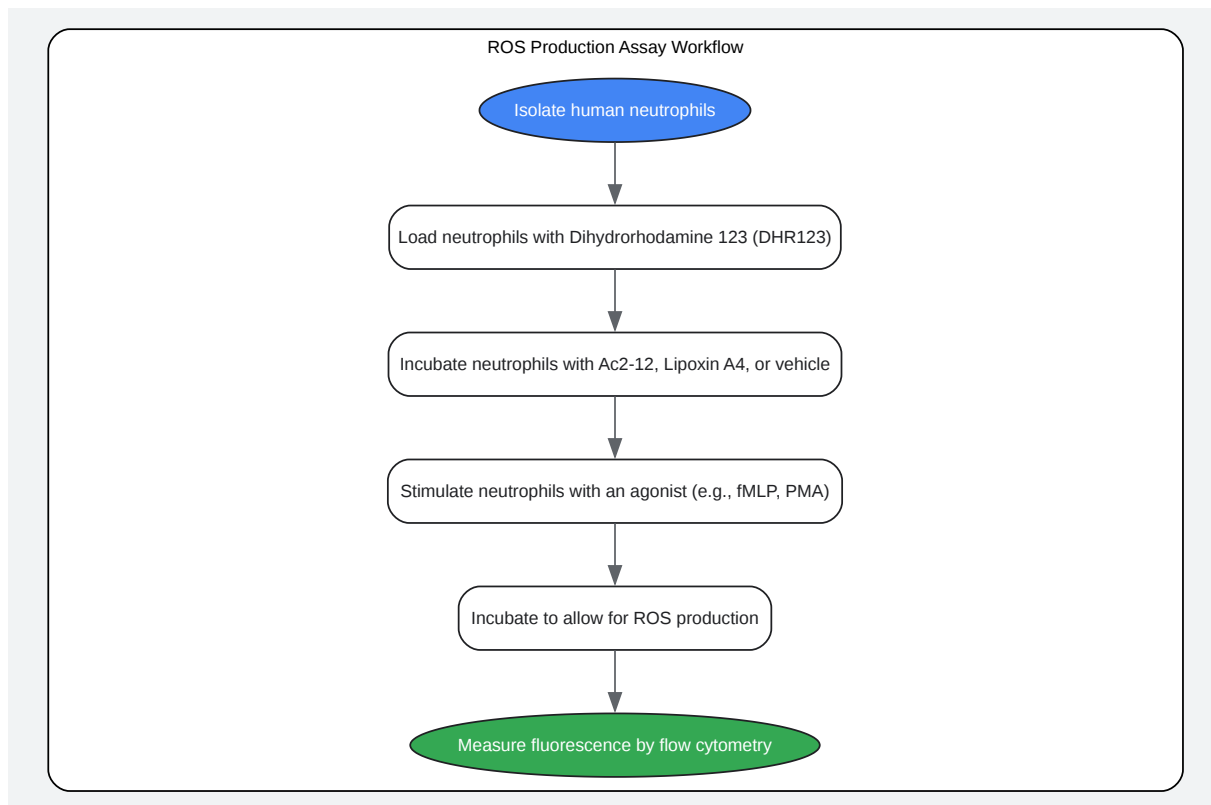 ROS Production Assay Workflow
Isolate human neutrophils
Load neutrophils with Dihydrorhodamine 123 (DHR123)
Incubate neutrophils with Ac2-12, Lipoxin A4, or vehicle
Stimulate neutrophils with an agonist (e.g., fMLP, PMA)
Incubate to allow for ROS production
Measure fluorescence by flow cytometry